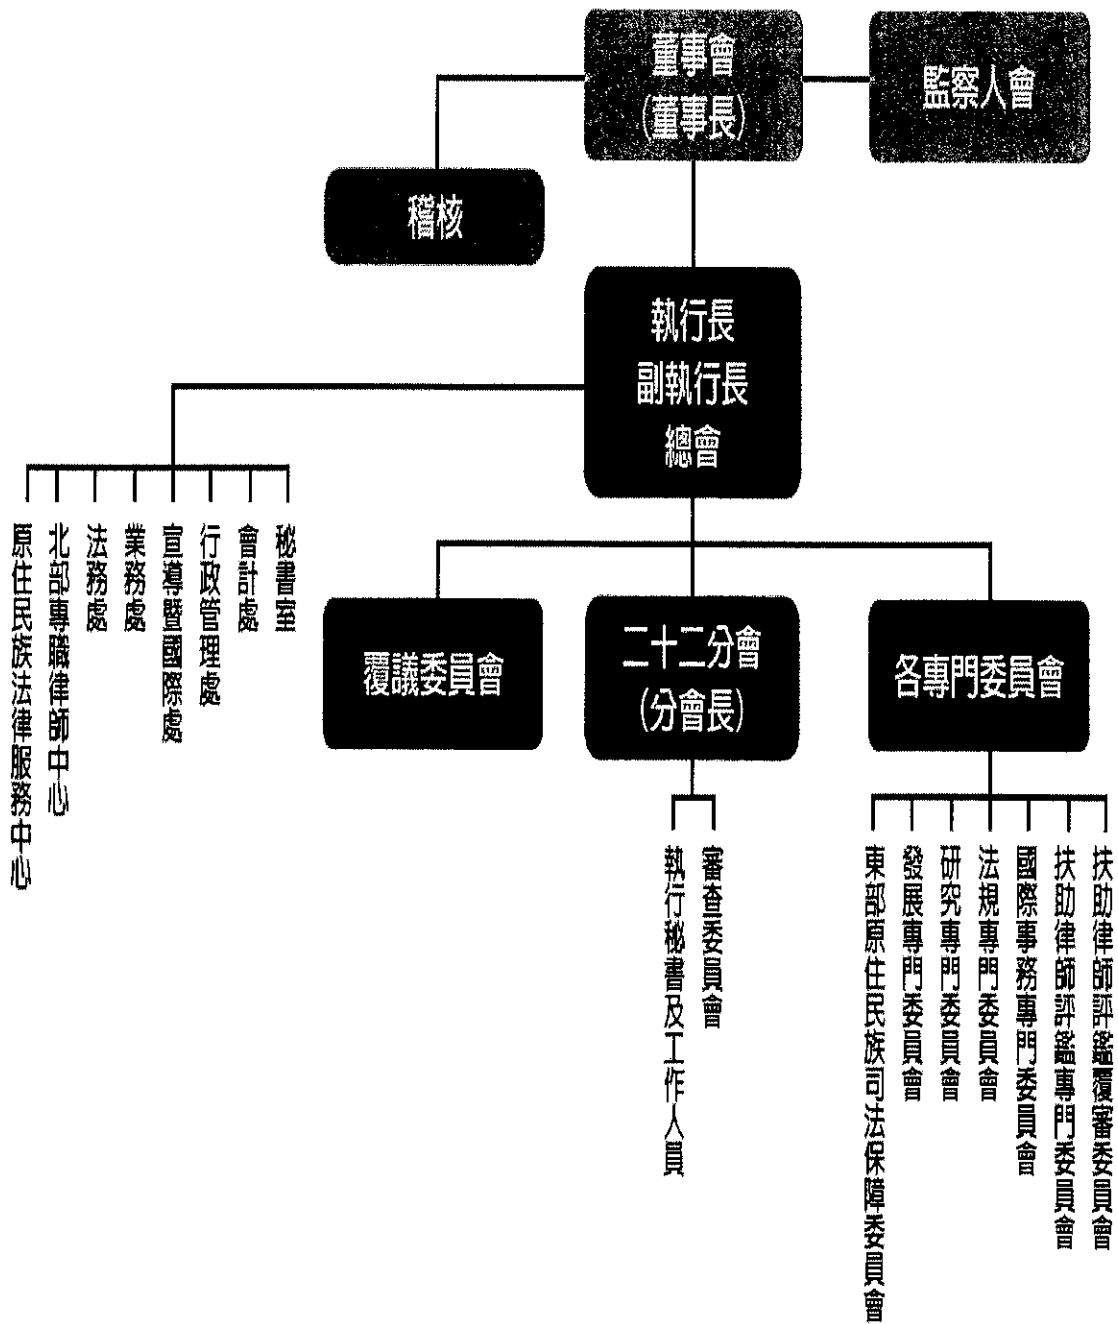 董事會
(董事長)
監察人會
稽核
執行長
副執行長
總會
秘書室
會計處
行政管理處
宣導暨國際處
業務處
法務處
北部專職律師中心
原住民族法律服務中心
覆議委員會
二十二分會
(分會長)
各專門委員會
審查委員會
執行秘書及工作人員
扶助律師評鑑覆審委員會
扶助律師評鑑專門委員會
國際事務專門委員會
法規專門委員會
研究專門委員會
發展專門委員會
東部原住民族司法保障委員會